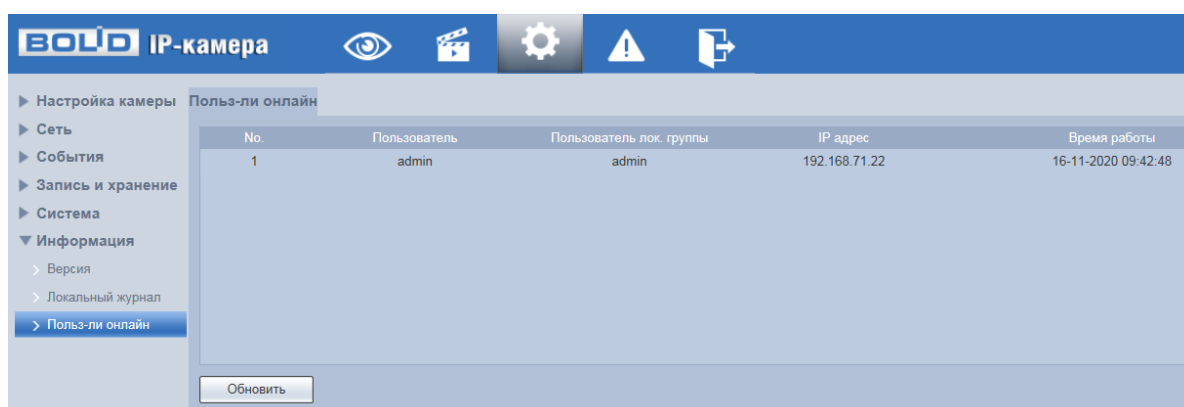 BOLID IP-камера
Настройка камеры
Сеть
События
Запись и хранение
Система
Информация
Версия
Локальный журнал
Польз-ли онлайн
Польз-ли онлайн
No. Пользователь Пользователь лок. группы IP адрес Время работы
1 admin admin 192.168.71.22 16-11-2020 09:42:48
Обновить